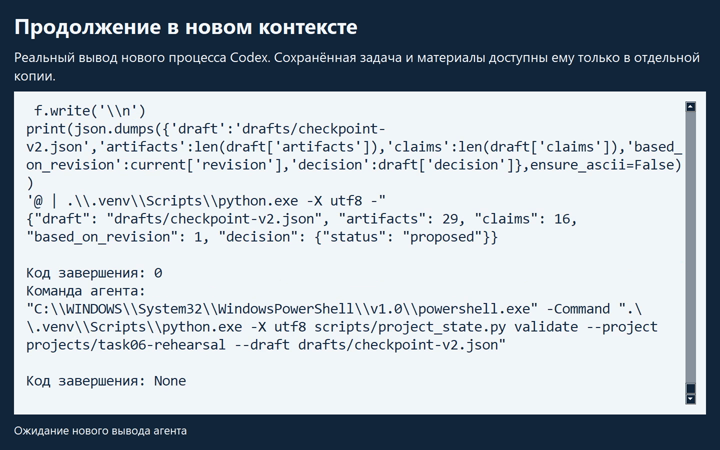 Продолжение в новом контексте
Реальный вывод нового процесса Codex. Сохранённая задача и материалы доступны ему только в отдельной
копии.
f.write('\\n')
print(json.dumps({'draft':'drafts/checkpoint-
v2.json','artifacts':len(draft['artifacts']),'claims':len(draft['claims']),'based_
on_revision':current['revision'],'decision':draft['decision']},ensure_ascii=False)
)
'@ | .\\.venv\\Scripts\\python.exe -X utf8 -"
{"draft": "drafts/checkpoint-v2.json", "artifacts": 29, "claims": 16,
"based_on_revision": 1, "decision": {"status": "proposed"}}
Код завершения: 0
Команда агента:
"C:\\WINDOWS\\System32\\WindowsPowerShell\\v1.0\\powershell.exe" -Command ".\
\.venv\\Scripts\\python.exe -X utf8 scripts/project_state.py validate --project
projects/task06-rehearsal --draft drafts/checkpoint-v2.json"
Код завершения: None
Ожидание нового вывода агента